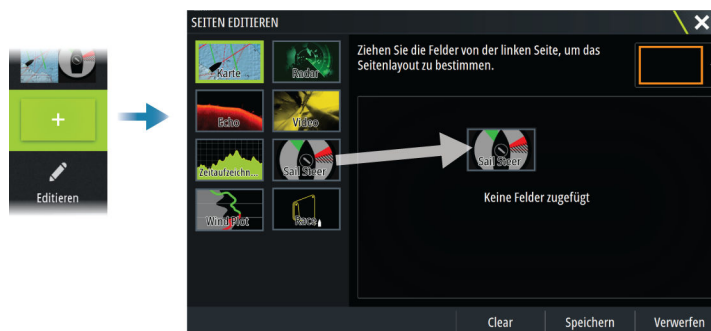 +
Editieren
SEITEN EDITIEREN
Ziehen Sie die Felder von der linken Seite, um das
Seitenlayout zu bestimmen.
Karte
Radar
Echo
Video
Zeitaufzeichn...
Sail Steer
Wind Plot
Race
Sail Steer
Keine Felder zugefügt
Clear
Speichern
Verwerfen